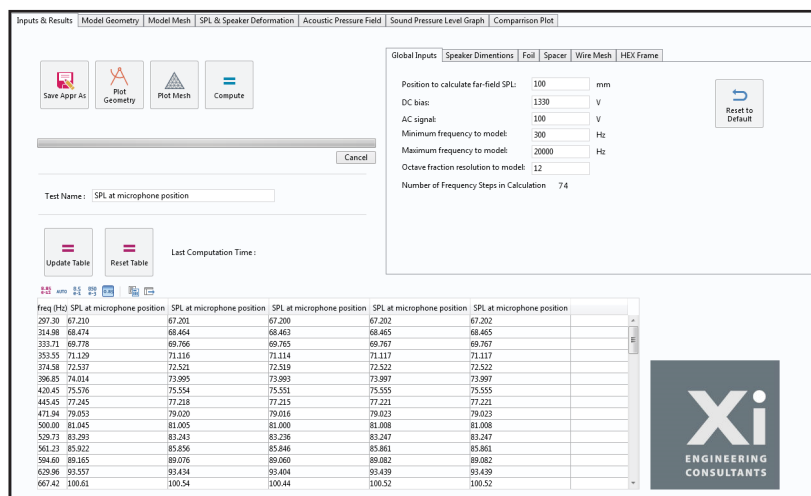 Inputs & Results Model Geometry Model Mesh SPL & Speaker Deformation Acoustic Pressure Field Sound Pressure Level Graph Comparison Plot
Save Appr As
Plot Geometry
Plot Mesh
Compute
Cancel
Test Name : SPL at microphone position
Update Table
Reset Table
Last Computation Time :
Global Inputs Speaker Dimentions Foil Spacer Wire Mesh HEX Frame
Position to calculate far-field SPL: 100 mm
DC bias: 1330 V
AC signal: 100 V
Minimum frequency to model: 300 Hz
Maximum frequency to model: 20000 Hz
Octave fraction resolution to model: 12
Number of Frequency Steps in Calculation 74
Reset to Default
AUTO
freq (Hz) SPL at microphone position SPL at microphone position SPL at microphone position SPL at microphone position SPL at microphone position
297.30 67.210 67.201 67.200 67.202 67.202
314.98 68.474 68.464 68.463 68.465 68.465
333.71 69.778 69.766 69.765 69.767 69.767
353.55 71.129 71.116 71.114 71.117 71.117
374.58 72.537 72.521 72.519 72.522 72.522
396.85 74.014 73.995 73.993 73.997 73.997
420.45 75.576 75.554 75.551 75.555 75.555
445.45 77.245 77.218 77.215 77.221 77.221
471.94 79.053 79.020 79.016 79.023 79.023
500.00 81.045 81.005 81.000 81.008 81.008
529.73 83.293 83.243 83.236 83.247 83.247
561.23 85.922 85.856 85.846 85.861 85.861
594.60 89.165 89.076 89.060 89.082 89.082
629.96 93.557 93.434 93.404 93.439 93.439
667.42 100.61 100.54 100.44 100.52 100.52
Xi
ENGINEERING
CONSULTANTS